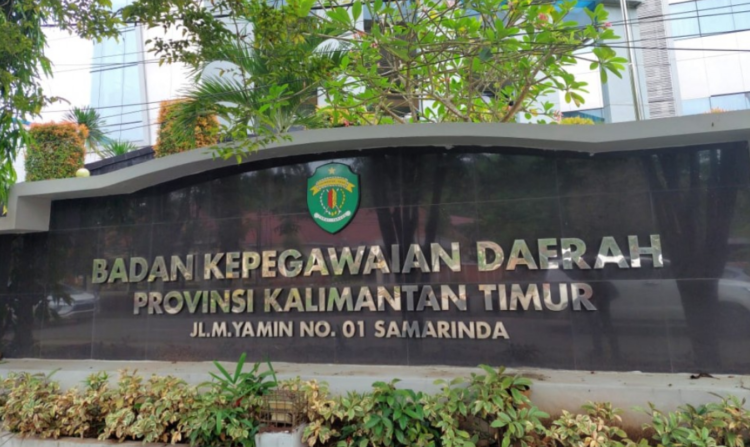 BADAN KEPEGAWAIAN DAERAH
PROVINSI KALIMANTAN TIMUR
JL.M.YAMIN NO. 01 SAMARINDA